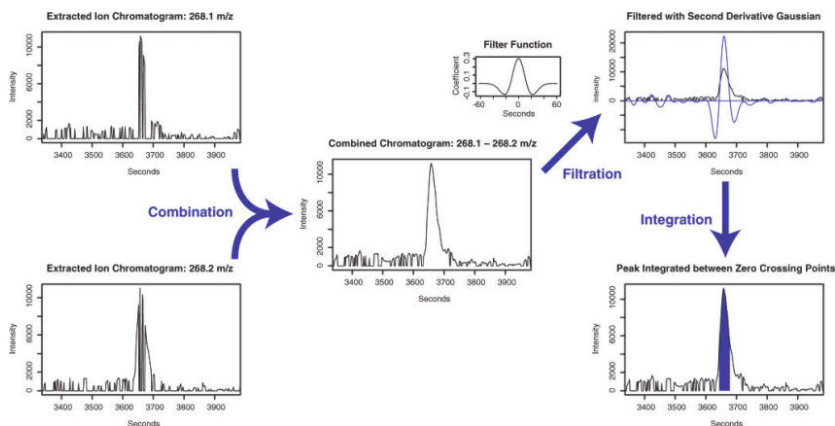 Extracted Ion Chromatogram: 268.1 m/z
Intensity
10000
6000
2000
0
3400 3500 3600 3700 3800 3900
Seconds
Extracted Ion Chromatogram: 268.2 m/z
Intensity
10000
6000
2000
0
3400 3500 3600 3700 3800 3900
Seconds
Combination
Combined Chromatogram: 268.1 – 268.2 m/z
Intensity
10000
6000
2000
0
3400 3500 3600 3700 3800 3900
Seconds
Filter Function
Coefficient
0.3
0.1
-0.1
-60 -20 0 20 60
Seconds
Filtration
Filtered with Second Derivative Gaussian
Intensity
20000
10000
0
3400 3500 3600 3700 3800 3900
Seconds
Integration
Peak Integrated between Zero Crossing Points
Intensity
10000
6000
2000
0
3400 3500 3600 3700 3800 3900
Seconds